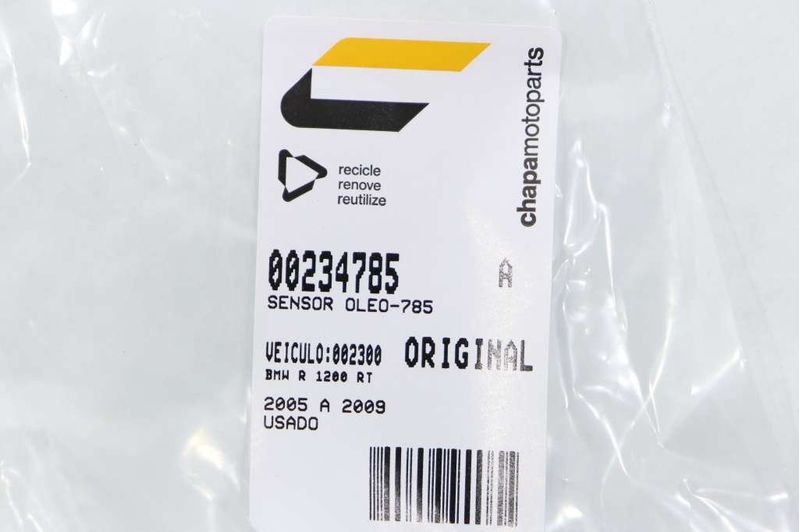 chapamotoparts
recicle
renove
reutilize
00234785 A
SENSOR OLEO-785
VEICULO:002300 ORIGINAL
BMW R 1200 RT
2005 A 2009
USADO